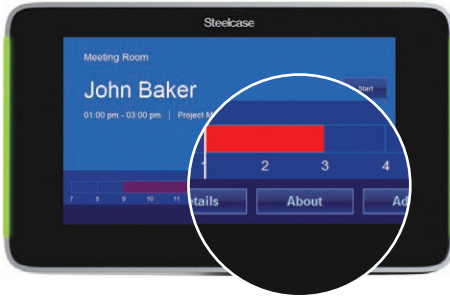 Steelcase
Meeting Room
John Baker
Start
01:00 pm - 03:00 pm | Project M
1 2 3 4
7 8 9 10 11
etails About Ad